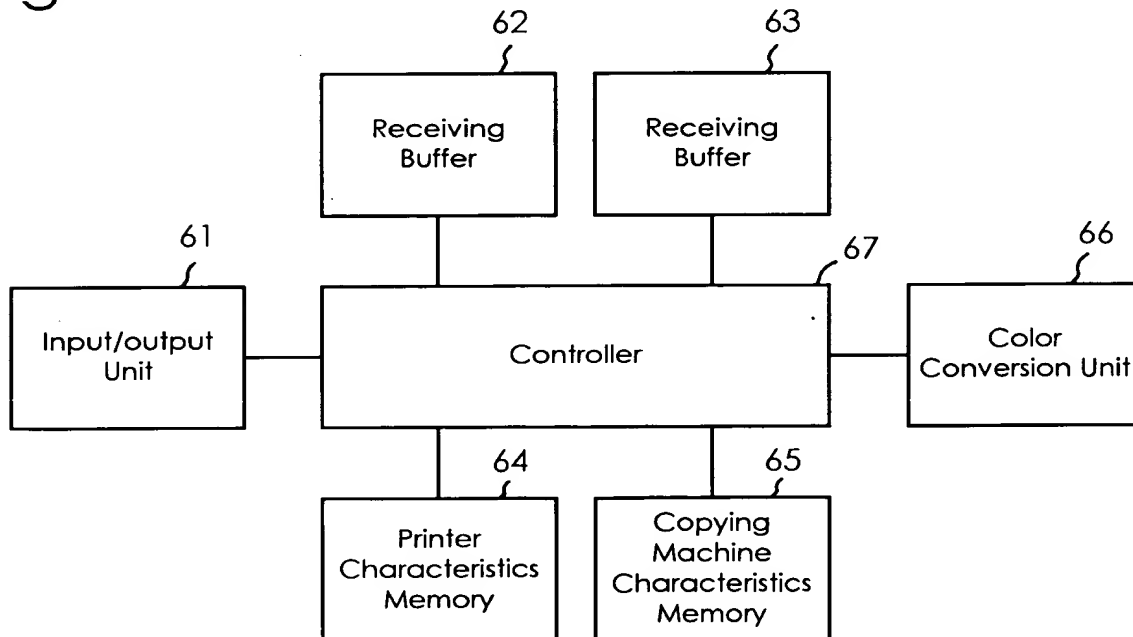 62
63
Receiving
Buffer
Receiving
Buffer
61
67
66
Input/output
Unit
Controller
Color
Conversion Unit
64
65
Printer
Characteristics
Memory
Copying
Machine
Characteristics
Memory